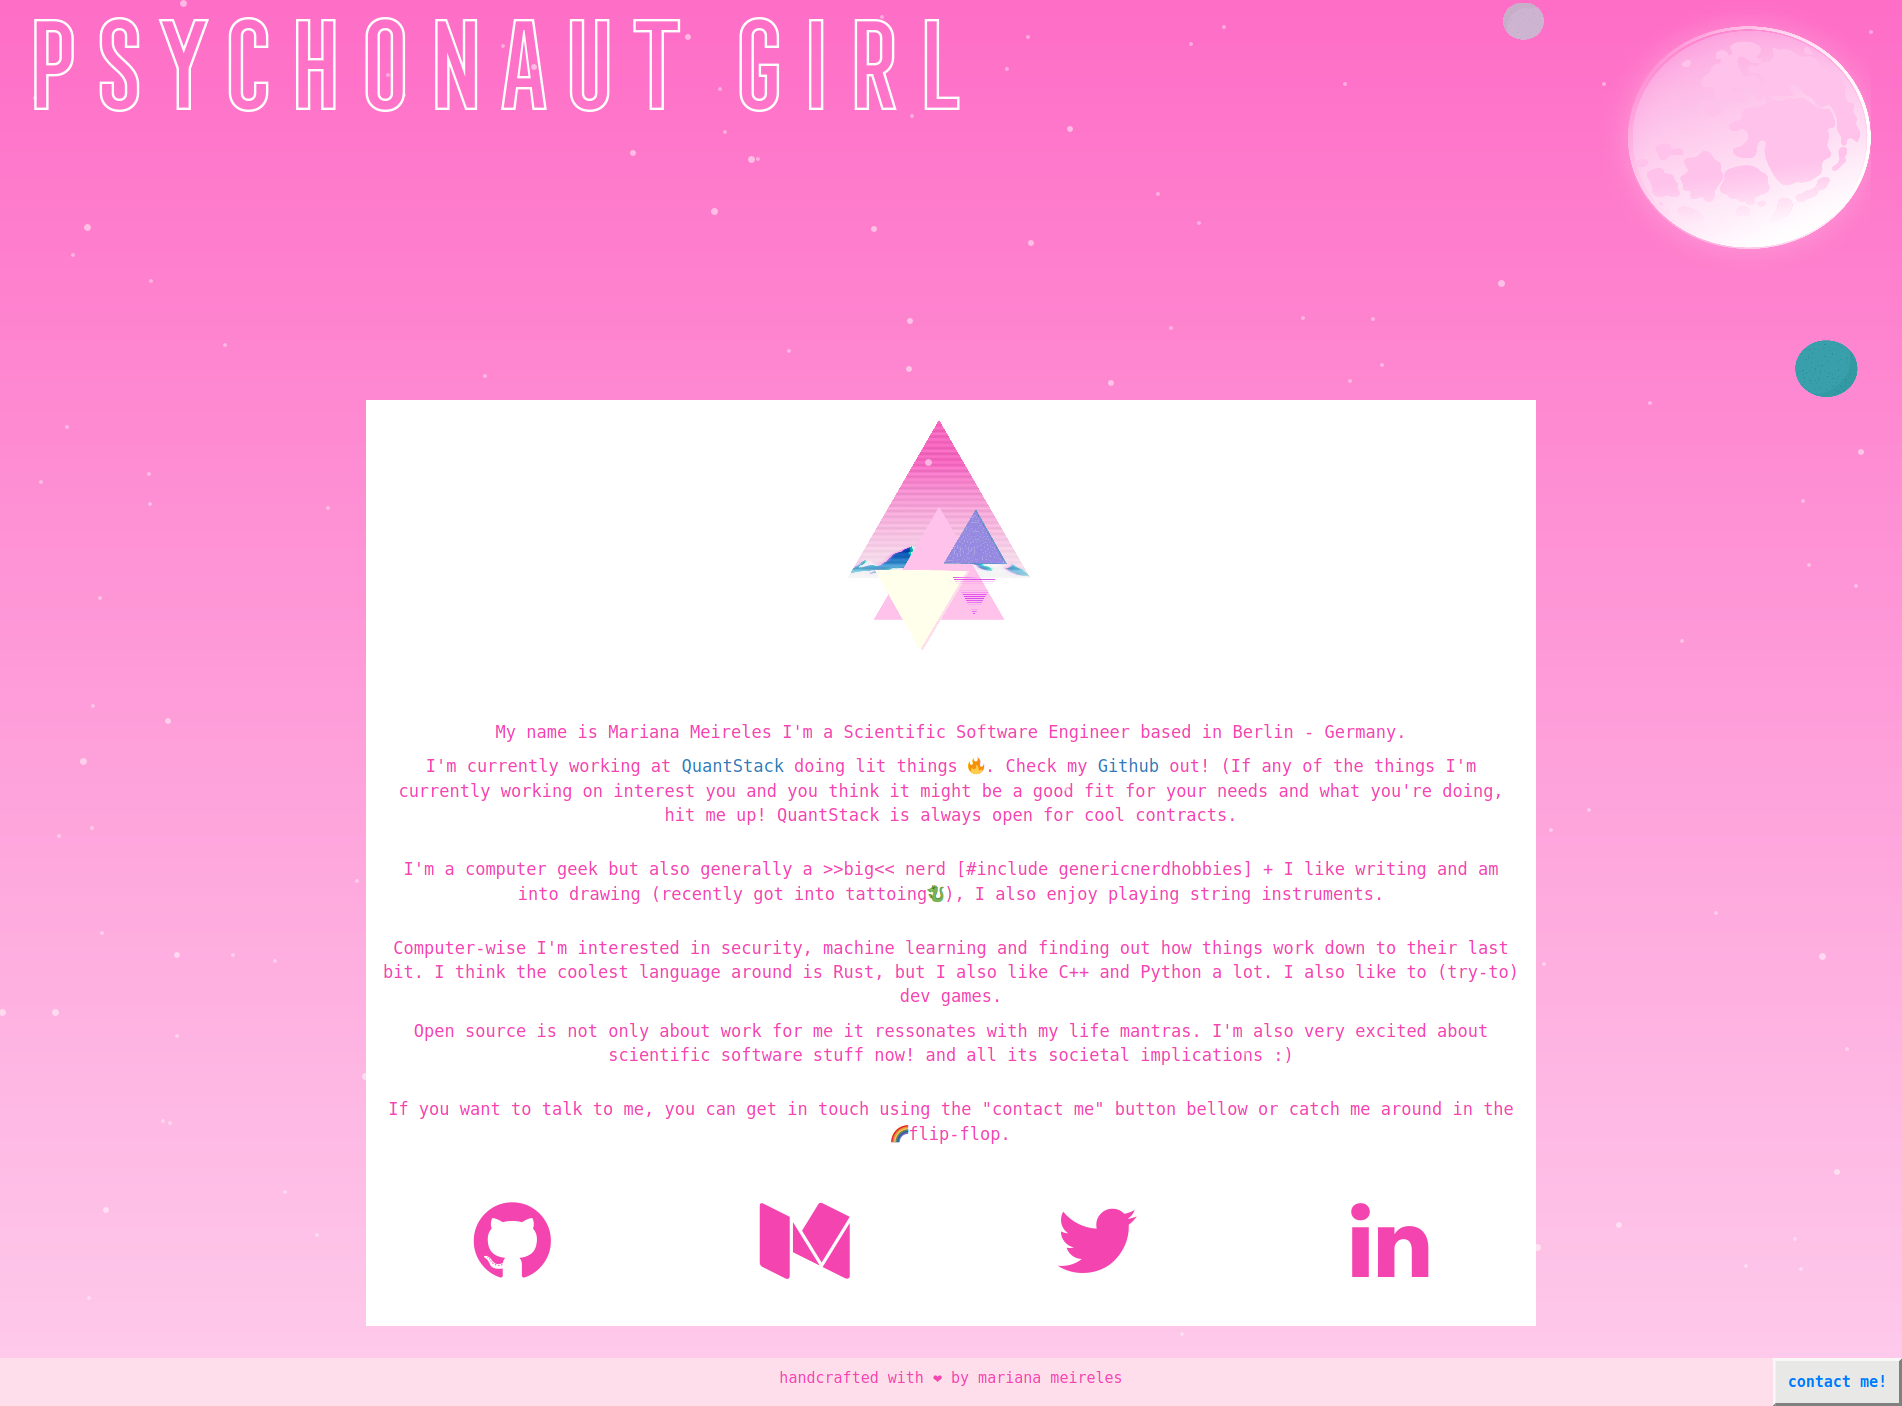 PSYCHONAUT GIRL
My name is Mariana Meireles I'm a Scientific Software Engineer based in Berlin - Germany.
I'm currently working at QuantStack doing lit things 🔥. Check my Github out! (If any of the things I'm
currently working on interest you and you think it might be a good fit for your needs and what you're doing,
hit me up! QuantStack is always open for cool contracts.
I'm a computer geek but also generally a >>big<< nerd [#include genericnerdhobbies] + I like writing and am
into drawing (recently got into tattoing🐉), I also enjoy playing string instruments.
Computer-wise I'm interested in security, machine learning and finding out how things work down to their last
bit. I think the coolest language around is Rust, but I also like C++ and Python a lot. I also like to (try-to)
dev games.
Open source is not only about work for me it ressonates with my life mantras. I'm also very excited about
scientific software stuff now! and all its societal implications :)
If you want to talk to me, you can get in touch using the "contact me" button bellow or catch me around in the
🌈flip-flop.
in
handcrafted with ❤ by mariana meireles
contact me!